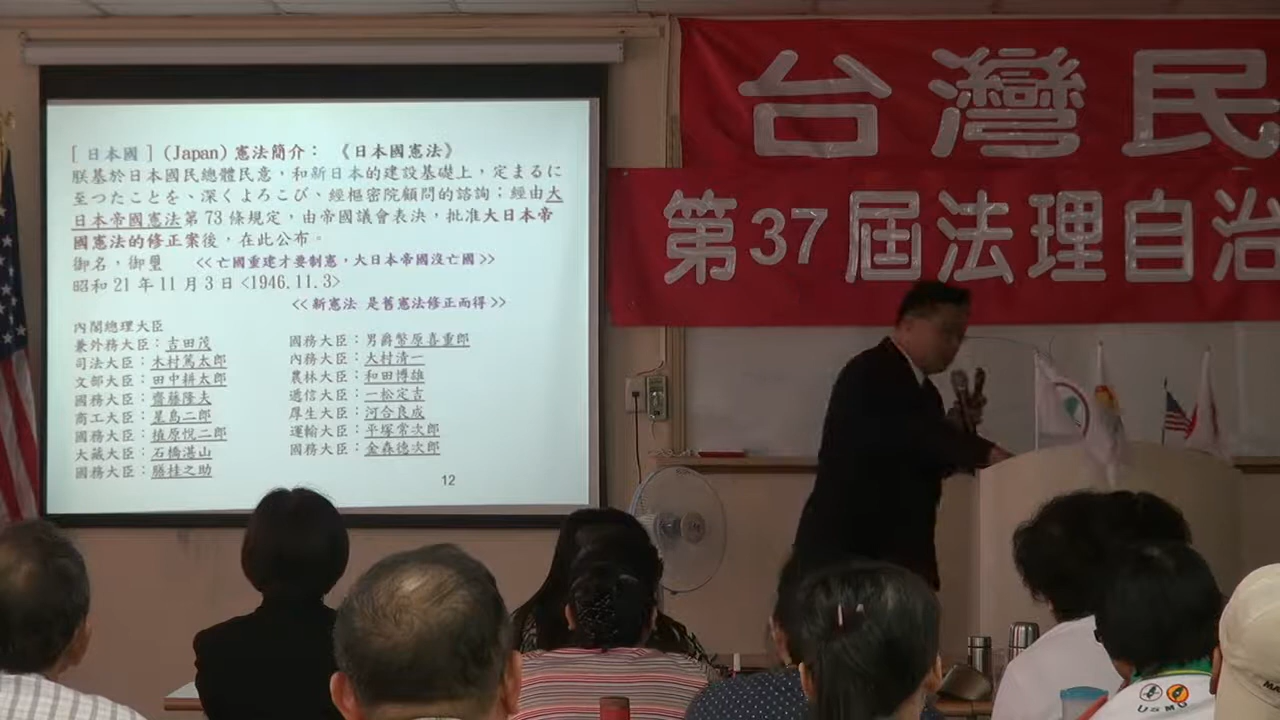 [ 日本國 ] (Japan) 憲法簡介： 《日本國憲法》
朕基於日本國民總體民意，和新日本的建設基礎上，定まるに
至つたことを、深くよろこび、經樞密院顧問的諮詢；經由大
日本帝國憲法第 73 條規定，由帝國議會表決，批准大日本帝
國憲法的修正案後，在此公布。
御名，御璽 <<亡國重建才要制憲，大日本帝國沒亡國>>
昭和 21 年 11 月 3 日 <1946.11.3>
<<新憲法 是舊憲法修正而得>>
內閣總理大臣
兼外務大臣：吉田茂
司法大臣：木村篤太郎
文部大臣：田中耕太郎
國務大臣：齋藤隆夫
商工大臣：星島二郎
國務大臣：植原悅二郎
大藏大臣：石橋湛山
國務大臣：膳桂之助
國務大臣：男爵幣原喜重郎
內務大臣：大村清一
農林大臣：和田博雄
遞信大臣：一松定吉
厚生大臣：河合良成
運輸大臣：平塚常次郎
國務大臣：金森德次郎
12
台灣民
第37屆法理自治
USMG